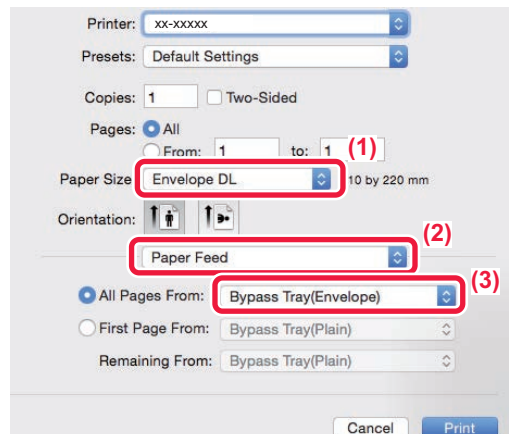 Printer: xx-xxxxx
Presets: Default Settings
Copies: 1 Two-Sided
Pages: All
From: 1 to: 1 (1)
Paper Size Envelope DL 10 by 220 mm
Orientation:
(2)
Paper Feed
(3)
All Pages From: Bypass Tray(Envelope)
First Page From: Bypass Tray(Plain)
Remaining From: Bypass Tray(Plain)
Cancel Print